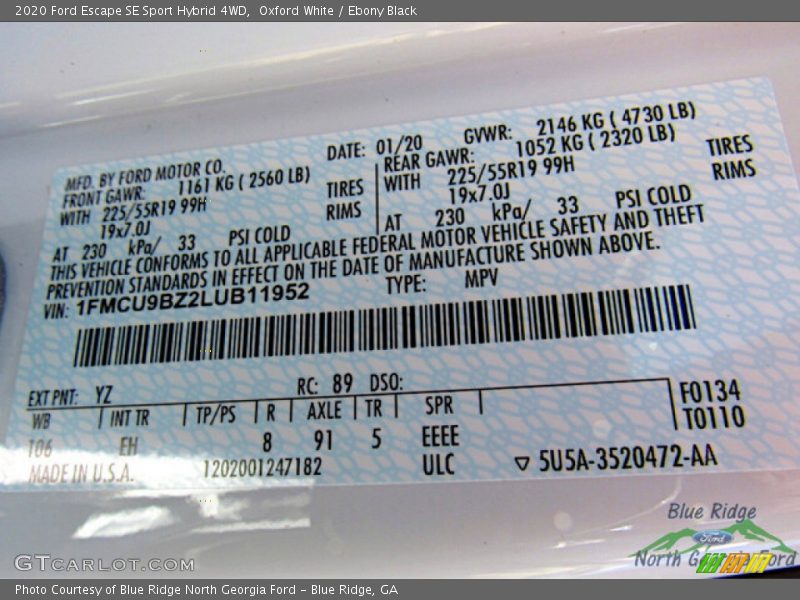 2020 Ford Escape SE Sport Hybrid 4WD, Oxford White / Ebony Black
MFD. BY FORD MOTOR CO.
DATE: 01/20 GVWR: 2146 KG ( 4730 LB)
FRONT GAWR: 1161 KG ( 2560 LB)
REAR GAWR: 1052 KG ( 2320 LB)
WITH 225/55R19 99H TIRES
WITH 225/55R19 99H TIRES
19x7.0J RIMS
19x7.0J RIMS
AT 230 kPa/ 33 PSI COLD
AT 230 kPa/ 33 PSI COLD
THIS VEHICLE CONFORMS TO ALL APPLICABLE FEDERAL MOTOR VEHICLE SAFETY AND THEFT
PREVENTION STANDARDS IN EFFECT ON THE DATE OF MANUFACTURE SHOWN ABOVE.
VIN: 1FMCU9BZ2LUB11952 TYPE: MPV
EXT PNT: YZ RC: 89 DSO:
WB INT TR TP/PS R AXLE TR SPR F0134
T0110
106 EH 8 91 5 EEEE
MADE IN U.S.A. 1202001247182 ULC ▽ 5U5A-3520472-AA
Blue Ridge
Ford
North Georgia Ford
GTCARLOT.COM
Photo Courtesy of Blue Ridge North Georgia Ford – Blue Ridge, GA